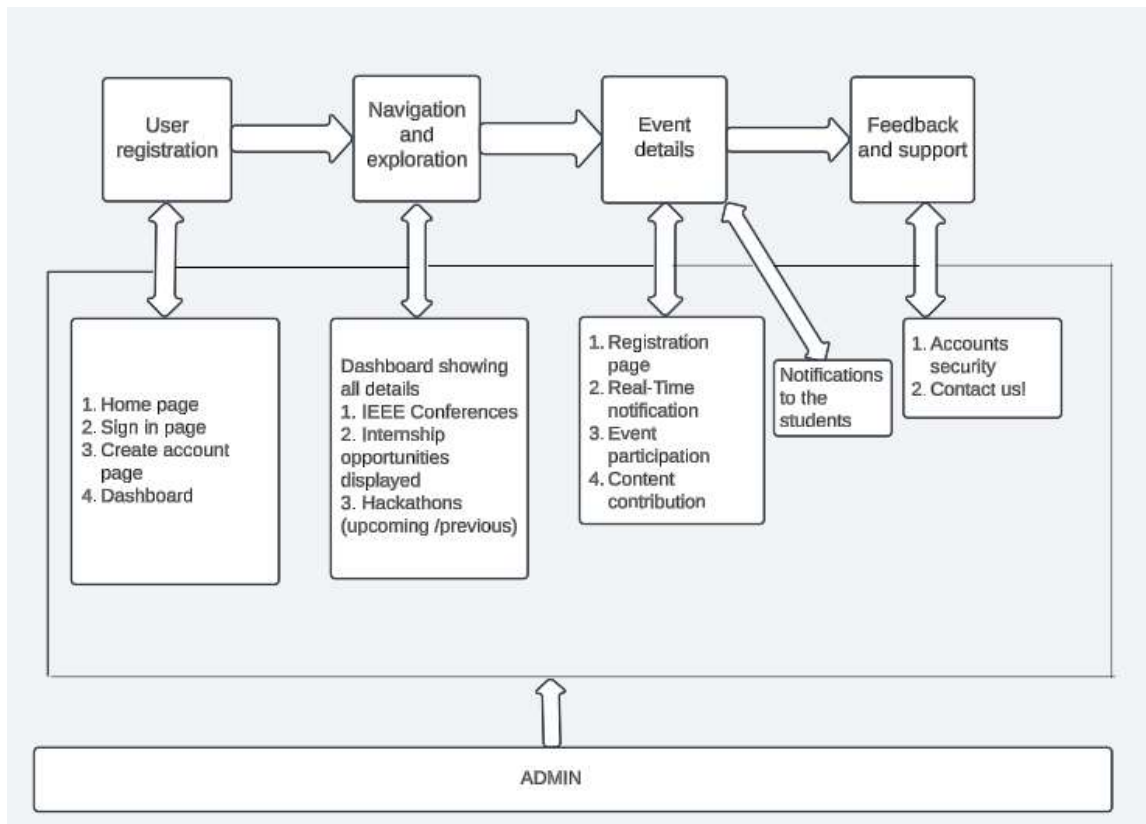 User
registration
Navigation
and
exploration
Event
details
Feedback
and support
1. Home page
2. Sign in page
3. Create account
page
4. Dashboard
Dashboard showing
all details
1. IEEE Conferences
2. Internship
opportunities
displayed
3. Hackathons
(upcoming /previous)
1. Registration
page
2. Real-Time
notification
3. Event
participation
4. Content
contribution
Notifications
to the
students
1. Accounts
security
2. Contact us!
ADMIN